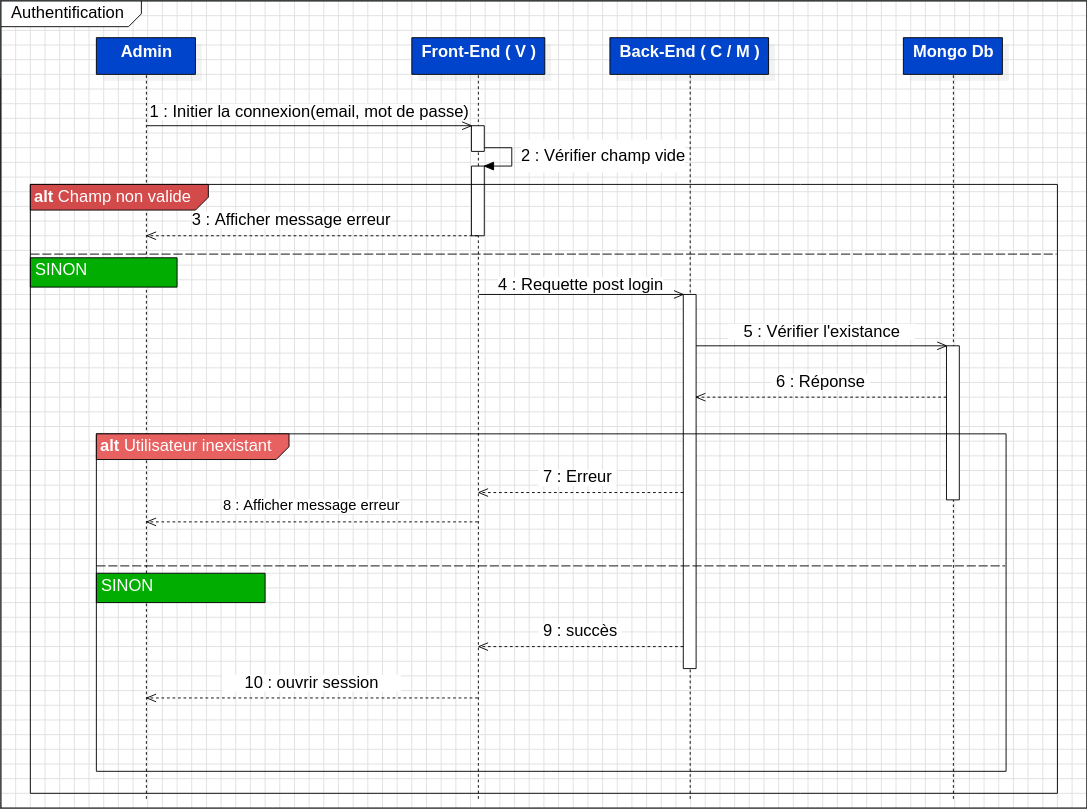 Authentification
Admin
Front-End ( V )
Back-End ( C / M )
Mongo Db
1 : Initier la connexion(email, mot de passe)
2 : Vérifier champ vide
alt Champ non valide
3 : Afficher message erreur
SINON
4 : Requette post login
5 : Vérifier l'existance
6 : Réponse
alt Utilisateur inexistant
7 : Erreur
8 : Afficher message erreur
SINON
9 : succès
10 : ouvrir session